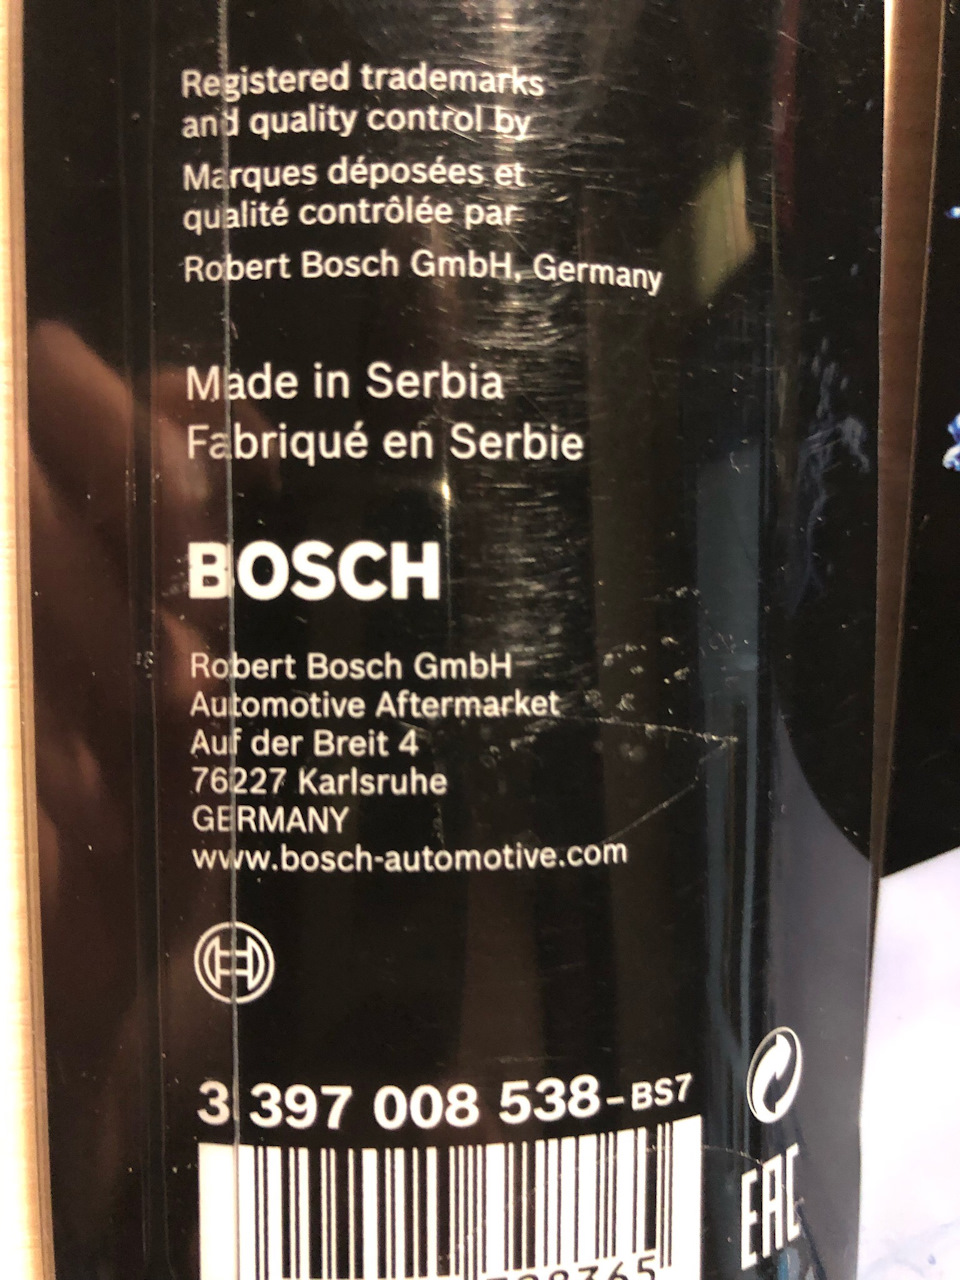 Registered trademarks
and quality control by
Marques déposées et
qualité contrôlée par
Robert Bosch GmbH, Germany
Made in Serbia
Fabriqué en Serbie
BOSCH
Robert Bosch GmbH
Automotive Aftermarket
Auf der Breit 4
76227 Karlsruhe
GERMANY
www.bosch-automotive.com
3 397 008 538-BS7
EAC